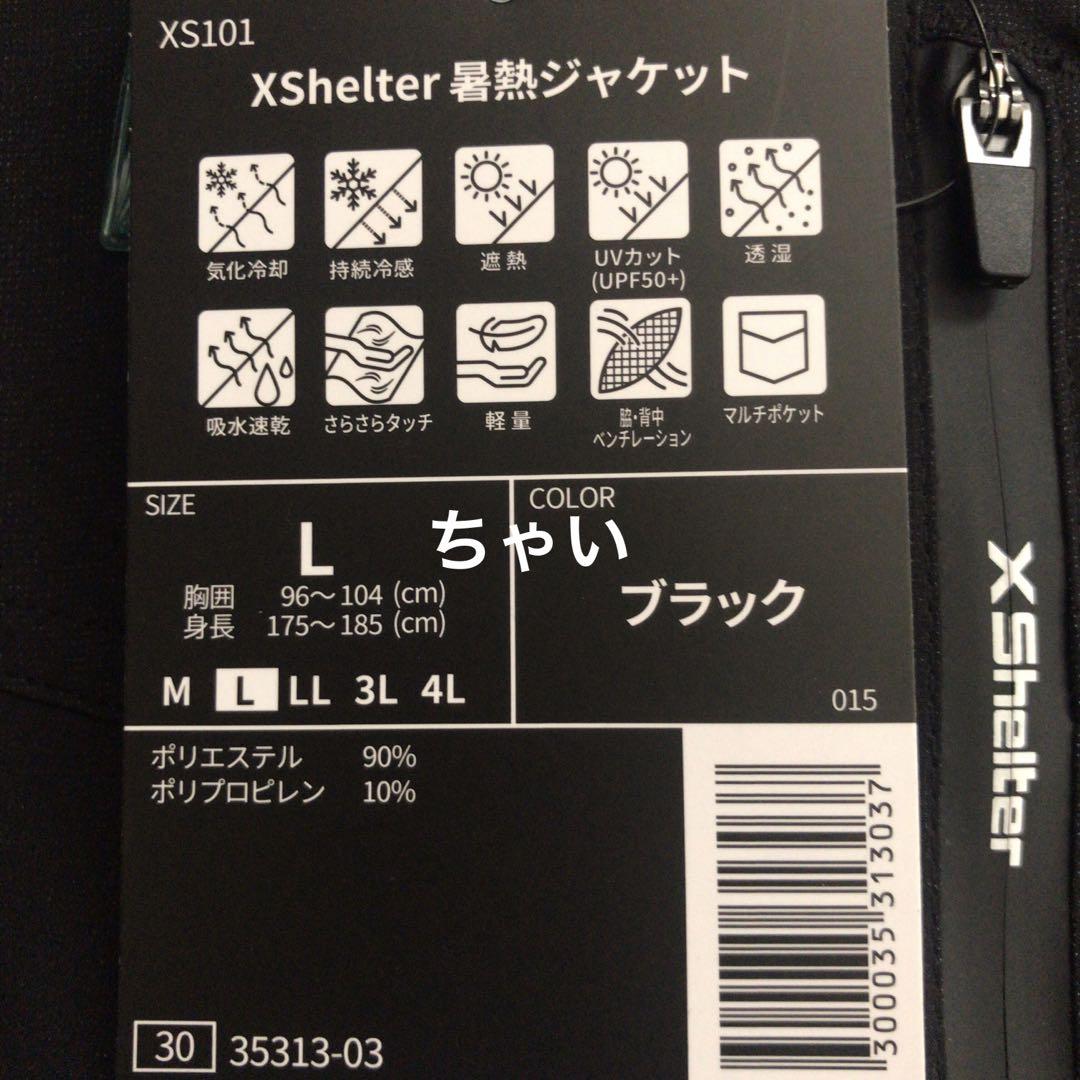 XS101
XShelter 暑熱ジャケット
気化冷却 持続冷感 遮熱 UVカット 透湿
(UPF50+)
吸水速乾 さらさらタッチ 軽量 脇・背中 マルチポケット
ベンチレーション
SIZE
L
胸囲 96〜104 (cm)
身長 175〜185 (cm)
M L LL 3L 4L
COLOR
ブラック
015
ちゃい
ポリエステル 90%
ポリプロピレン 10%
30 35313-03
300003531303​7
XShelter